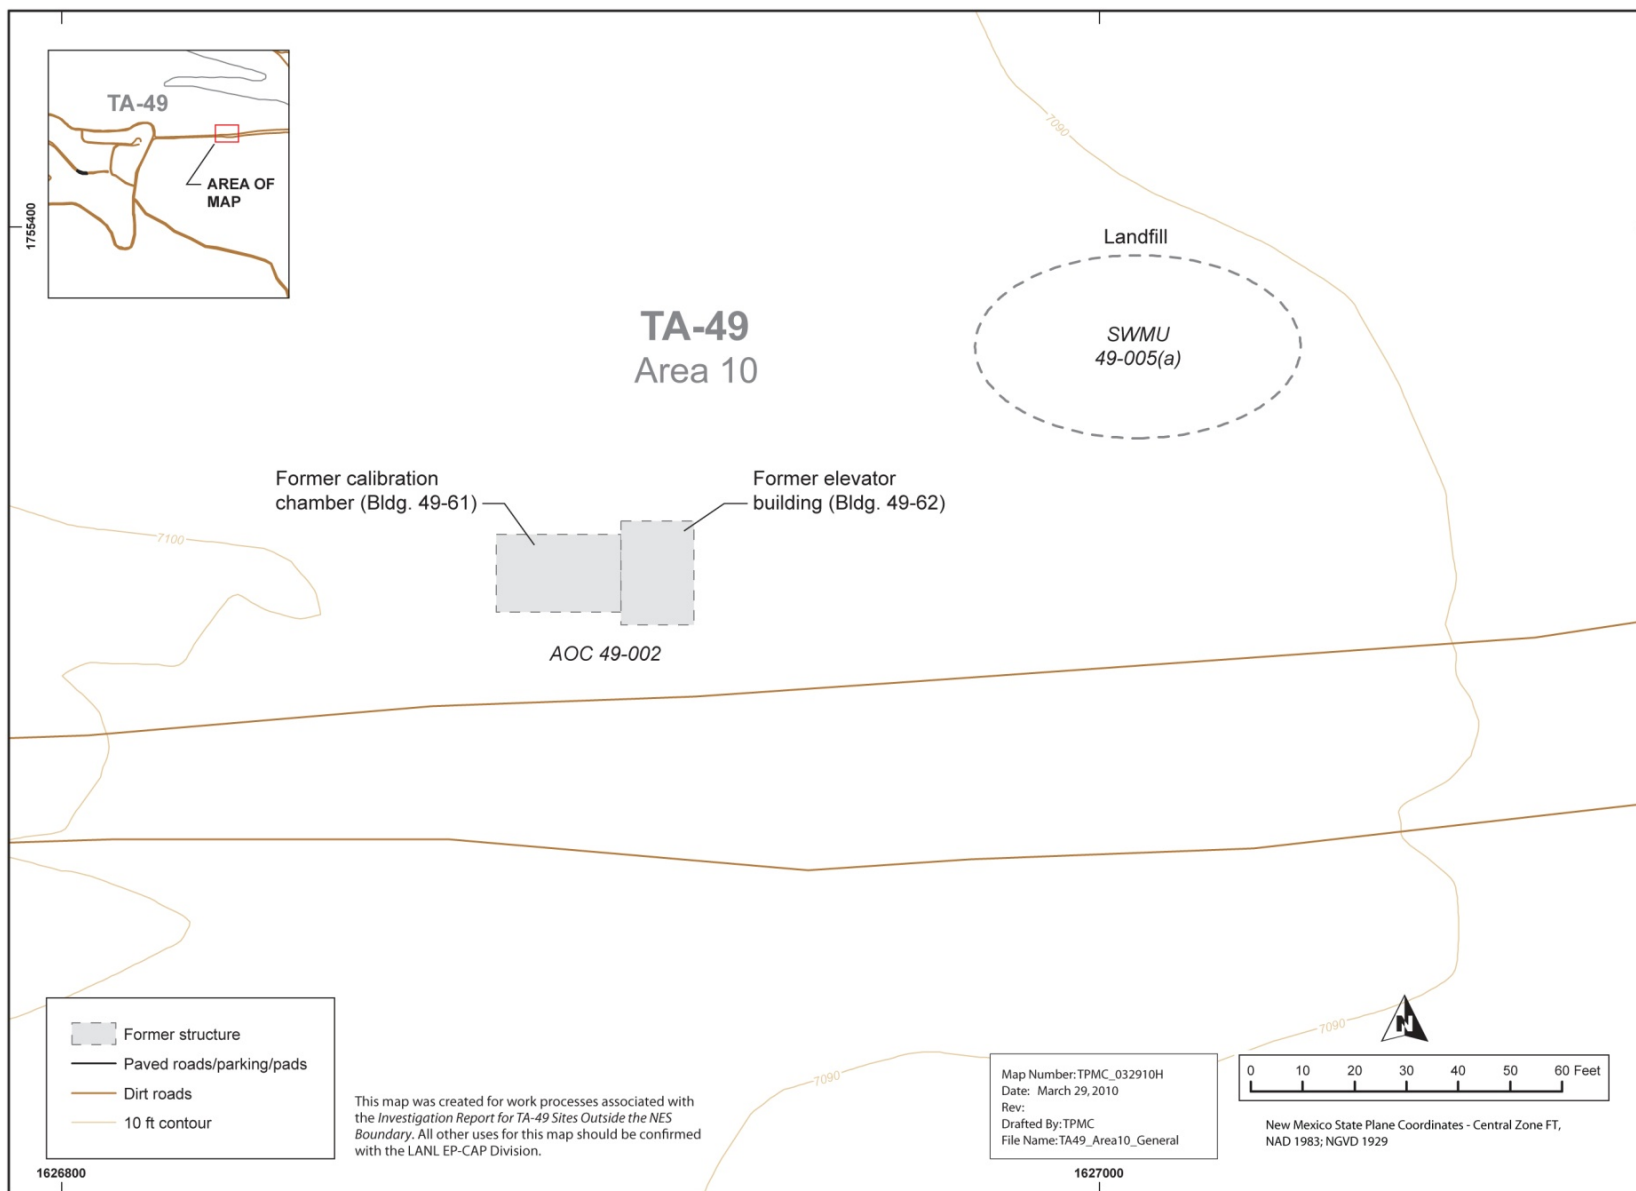 TA-49
AREA OF
MAP
1755400
7090
Landfill
SWMU
49-005(a)
TA-49
Area 10
Former calibration
chamber (Bldg. 49-61)
Former elevator
building (Bldg. 49-62)
7100
AOC 49-002
Former structure
Paved roads/parking/pads
Dirt roads
10 ft contour
This map was created for work processes associated with
the Investigation Report for TA-49 Sites Outside the NES
Boundary. All other uses for this map should be confirmed
with the LANL EP-CAP Division.
7090
7090
N
Map Number: TPMC_032910H
Date: March 29, 2010
Rev:
Drafted By: TPMC
File Name: TA49_Area10_General
0 10 20 30 40 50 60 Feet
New Mexico State Plane Coordinates - Central Zone FT,
NAD 1983; NGVD 1929
1626800
1627000